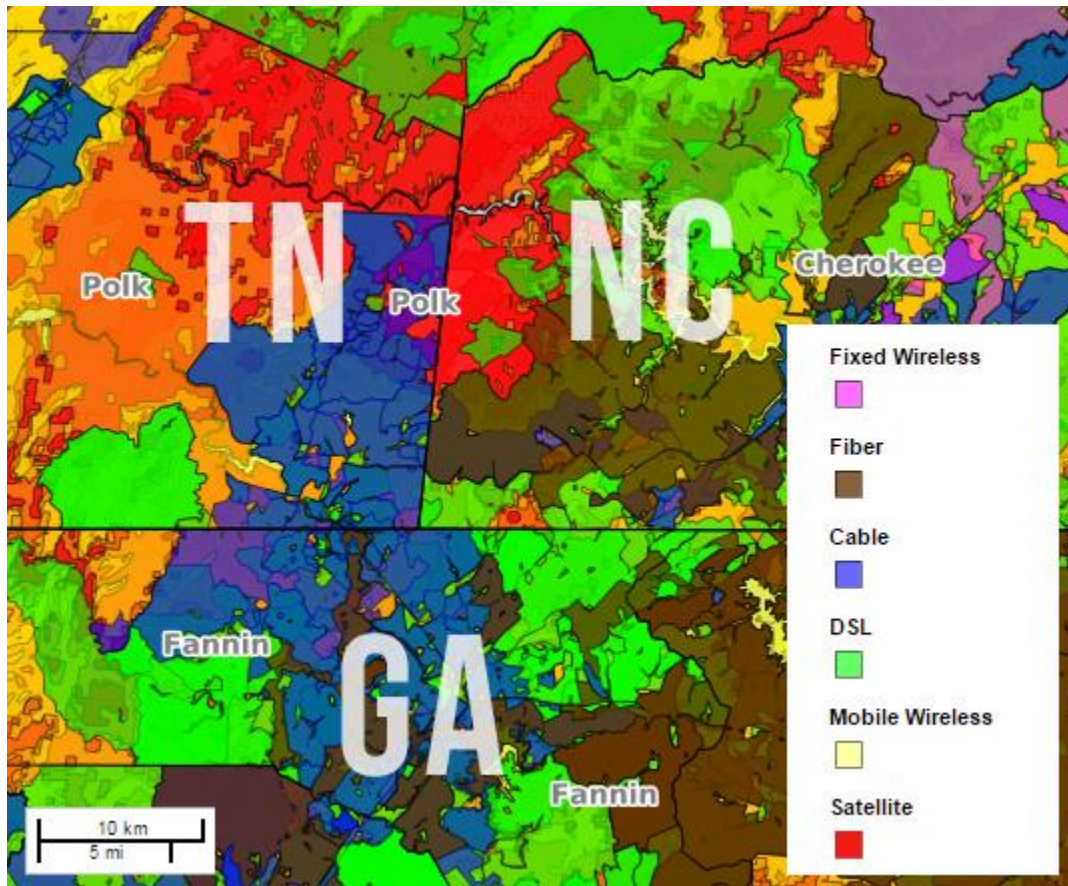 TN
NC
Polk
Polk
Cherokee
GA
Fannin
Fannin
10 km
5 mi
Fixed Wireless
Fiber
Cable
DSL
Mobile Wireless
Satellite